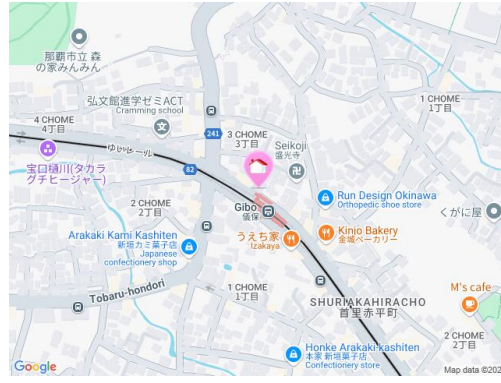 那覇市立 森
の家みんみん
1 CHOME
1丁目
弘文館進学ゼミACT
Cramming school
4 CHOME
4丁目
241
3 CHOME
3丁目
Seikoji
盛光寺
宝口樋川(タカラ
グチヒージャー)
ゆいレール
82
Run Design Okinawa
Orthopedic shoe store
くがに屋
2 CHOME
2丁目
Gibo
儀保
Kinjo Bakery
金城ベーカリー
Arakaki Kami Kashiten
新垣カミ菓子店
Japanese
confectionery shop
うえち家
Izakaya
M's cafe
Tobaru-hondori
1 CHOME
1丁目
SHURIAKAHIRACHO
首里赤平町
2 CHOME
2丁目
Honke Arakaki-kashiten
本家 新垣菓子店
Confectionery store
Google
Map data ©202